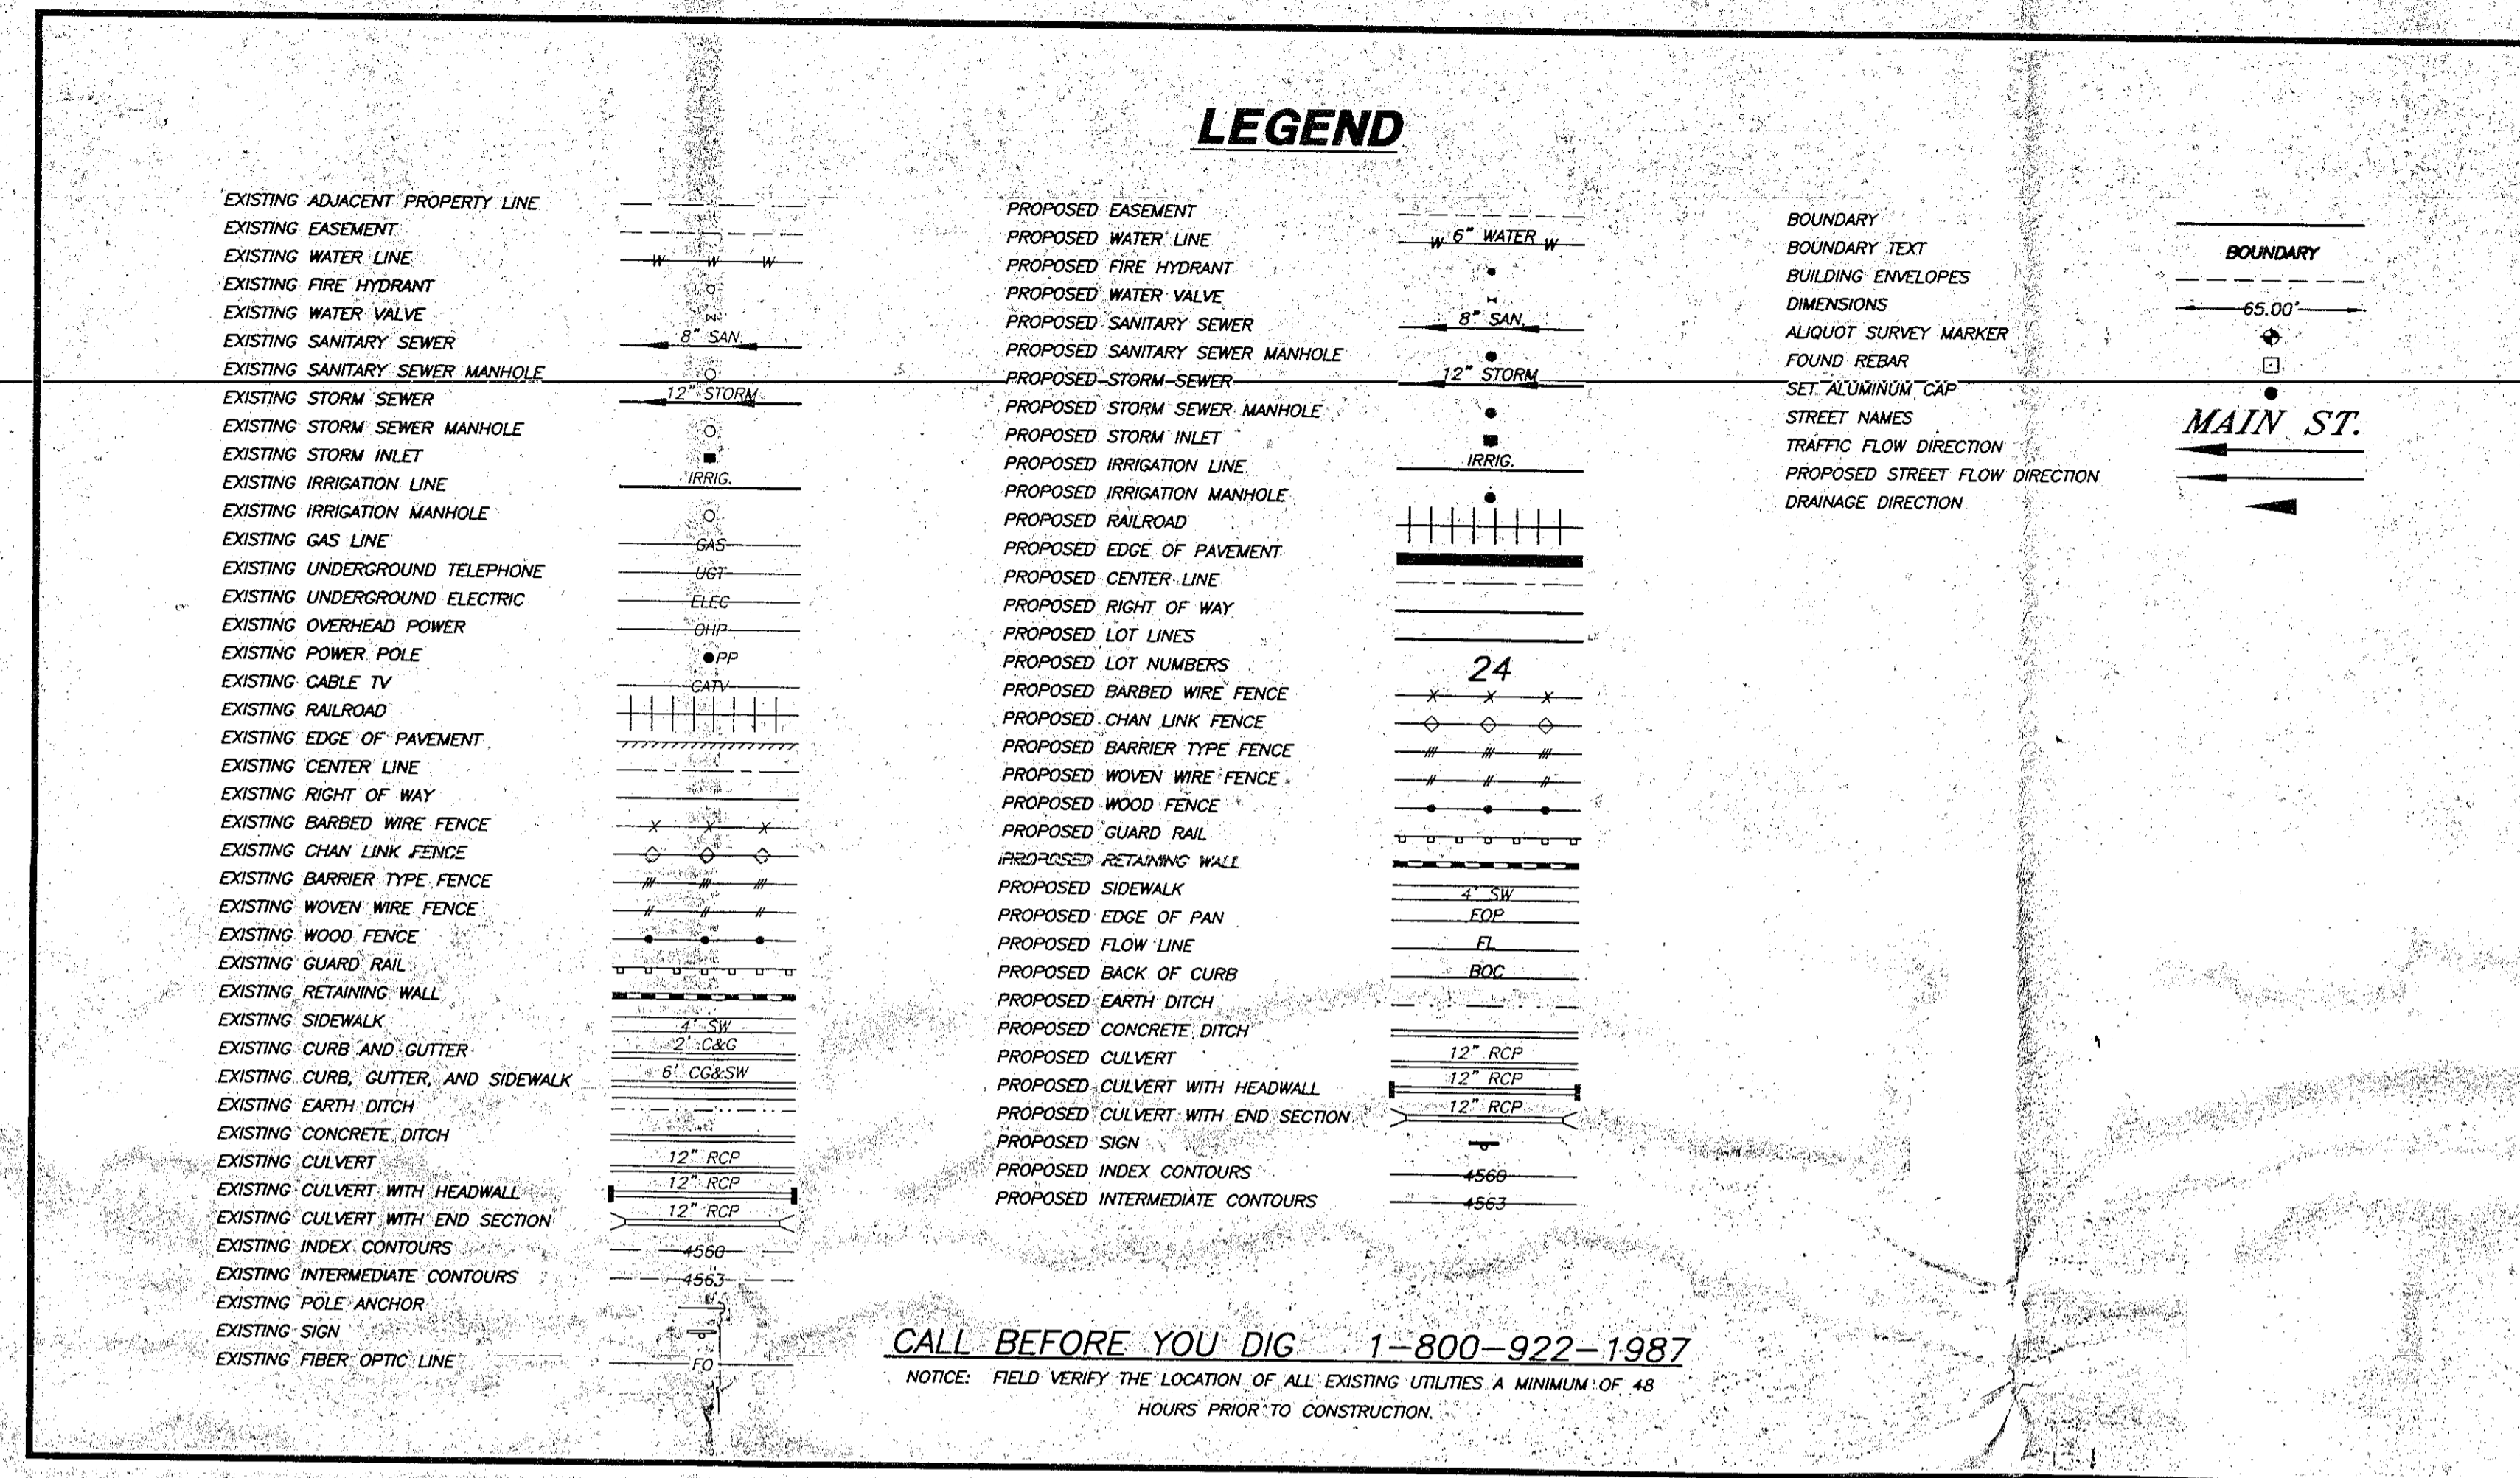 LEGEND
EXISTING ADJACENT PROPERTY LINE
EXISTING EASEMENT
EXISTING WATER LINE W W W
EXISTING FIRE HYDRANT
EXISTING WATER VALVE
EXISTING SANITARY SEWER 8" SAN.
EXISTING SANITARY SEWER MANHOLE
EXISTING STORM SEWER 12" STORM
EXISTING STORM SEWER MANHOLE
EXISTING STORM INLET
EXISTING IRRIGATION LINE IRRIG.
EXISTING IRRIGATION MANHOLE
EXISTING GAS LINE GAS
EXISTING UNDERGROUND TELEPHONE UGT
EXISTING UNDERGROUND ELECTRIC ELEC
EXISTING OVERHEAD POWER OHP
EXISTING POWER POLE PP
EXISTING CABLE TV CATV
EXISTING RAILROAD
EXISTING EDGE OF PAVEMENT
EXISTING CENTER LINE
EXISTING RIGHT OF WAY
EXISTING BARBED WIRE FENCE
EXISTING CHAN LINK FENCE
EXISTING BARRIER TYPE FENCE
EXISTING WOVEN WIRE FENCE
EXISTING WOOD FENCE
EXISTING GUARD RAIL
EXISTING RETAINING WALL
EXISTING SIDEWALK 4' SW
EXISTING CURB AND GUTTER 2' C&G
EXISTING CURB, GUTTER, AND SIDEWALK 6' CG&SW
EXISTING EARTH DITCH
EXISTING CONCRETE DITCH
EXISTING CULVERT 12" RCP
EXISTING CULVERT WITH HEADWALL 12" RCP
EXISTING CULVERT WITH END SECTION 12" RCP
EXISTING INDEX CONTOURS 4560
EXISTING INTERMEDIATE CONTOURS 4563
EXISTING POLE ANCHOR
EXISTING SIGN
EXISTING FIBER OPTIC LINE FO
PROPOSED EASEMENT
PROPOSED WATER LINE W 6" WATER W
PROPOSED FIRE HYDRANT
PROPOSED WATER VALVE
PROPOSED SANITARY SEWER 8" SAN.
PROPOSED SANITARY SEWER MANHOLE
PROPOSED STORM SEWER 12" STORM
PROPOSED STORM SEWER MANHOLE
PROPOSED STORM INLET
PROPOSED IRRIGATION LINE IRRIG.
PROPOSED IRRIGATION MANHOLE
PROPOSED RAILROAD
PROPOSED EDGE OF PAVEMENT
PROPOSED CENTER LINE
PROPOSED RIGHT OF WAY
PROPOSED LOT LINES
PROPOSED LOT NUMBERS 24
PROPOSED BARBED WIRE FENCE
PROPOSED CHAN LINK FENCE
PROPOSED BARRIER TYPE FENCE
PROPOSED WOVEN WIRE FENCE
PROPOSED WOOD FENCE
PROPOSED GUARD RAIL
PROPOSED RETAINING WALL
PROPOSED SIDEWALK 4' SW
PROPOSED EDGE OF PAN EOP
PROPOSED FLOW LINE FL
PROPOSED BACK OF CURB BOC
PROPOSED EARTH DITCH
PROPOSED CONCRETE DITCH
PROPOSED CULVERT 12" RCP
PROPOSED CULVERT WITH HEADWALL 12" RCP
PROPOSED CULVERT WITH END SECTION 12" RCP
PROPOSED SIGN
PROPOSED INDEX CONTOURS 4560
PROPOSED INTERMEDIATE CONTOURS 4563
BOUNDARY
BOUNDARY TEXT BOUNDARY
BUILDING ENVELOPES
DIMENSIONS 65.00'
ALIQUOT SURVEY MARKER
FOUND REBAR
SET ALUMINUM CAP
STREET NAMES MAIN ST.
TRAFFIC FLOW DIRECTION
PROPOSED STREET FLOW DIRECTION
DRAINAGE DIRECTION
CALL BEFORE YOU DIG 1-800-922-1987
NOTICE: FIELD VERIFY THE LOCATION OF ALL EXISTING UTILITIES A MINIMUM OF 48
HOURS PRIOR TO CONSTRUCTION.